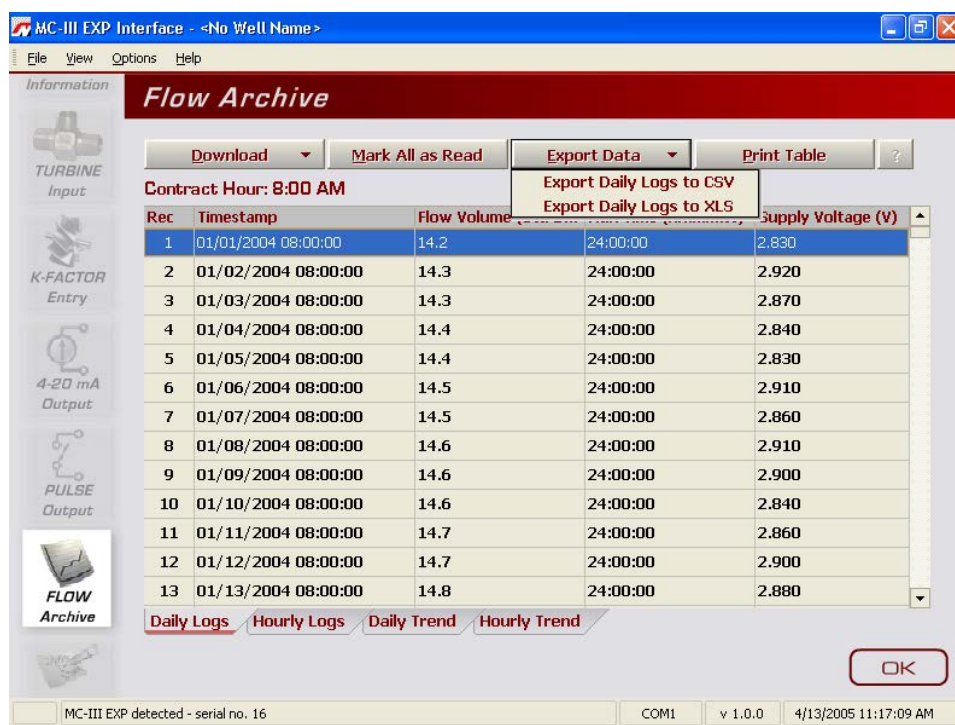 MC-III EXP Interface - <No Well Name>
File View Options Help
Information
Flow Archive
TURBINE
Input
K-FACTOR
Entry
4-20 mA
Output
PULSE
Output
FLOW
Archive
Download Mark All as Read Export Data Print Table ?
Export Daily Logs to CSV
Export Daily Logs to XLS
Contract Hour: 8:00 AM
Rec Timestamp Flow Volume Supply Voltage (V)
1 01/01/2004 08:00:00 14.2 24:00:00 2.830
2 01/02/2004 08:00:00 14.3 24:00:00 2.920
3 01/03/2004 08:00:00 14.3 24:00:00 2.870
4 01/04/2004 08:00:00 14.4 24:00:00 2.840
5 01/05/2004 08:00:00 14.4 24:00:00 2.830
6 01/06/2004 08:00:00 14.5 24:00:00 2.910
7 01/07/2004 08:00:00 14.5 24:00:00 2.860
8 01/08/2004 08:00:00 14.6 24:00:00 2.910
9 01/09/2004 08:00:00 14.6 24:00:00 2.900
10 01/10/2004 08:00:00 14.6 24:00:00 2.840
11 01/11/2004 08:00:00 14.7 24:00:00 2.860
12 01/12/2004 08:00:00 14.7 24:00:00 2.900
13 01/13/2004 08:00:00 14.8 24:00:00 2.880
Daily Logs Hourly Logs Daily Trend Hourly Trend
OK
MC-III EXP detected - serial no. 16 COM1 v 1.0.0 4/13/2005 11:17:09 AM